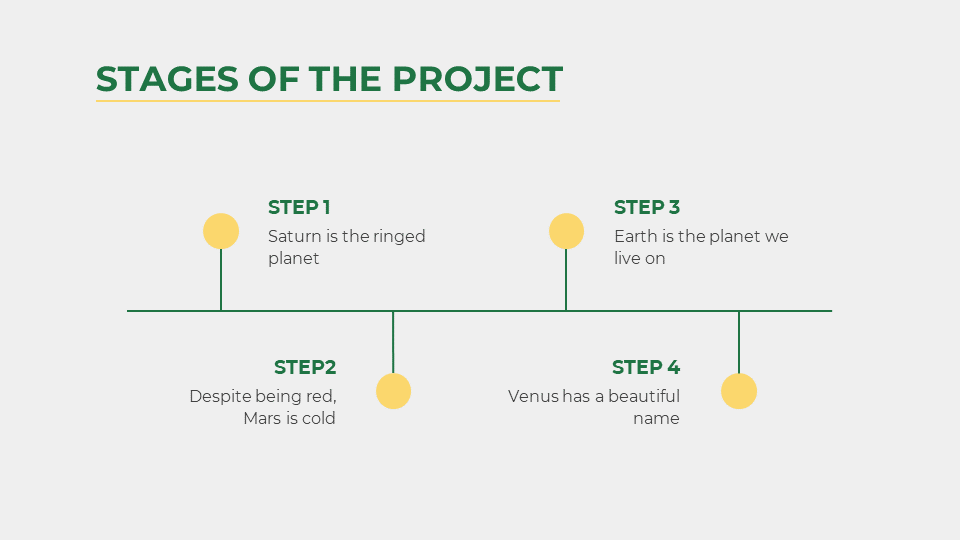 STAGES OF THE PROJECT
STEP 1
Saturn is the ringed
planet
STEP2
Despite being red,
Mars is cold
STEP 3
Earth is the planet we
live on
STEP 4
Venus has a beautiful
name